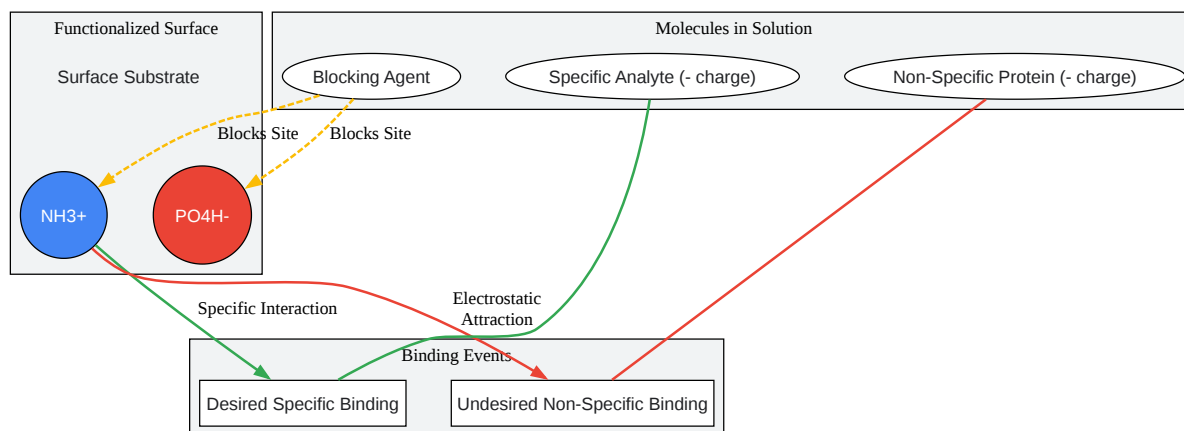 Functionalized Surface
Molecules in Solution
Surface Substrate
Blocking Agent
Specific Analyte (- charge)
Non-Specific Protein (- charge)
Blocks Site
Blocks Site
NH3+
PO4H-
Specific Interaction
Electrostatic
Attraction
Binding Events
Desired Specific Binding
Undesired Non-Specific Binding